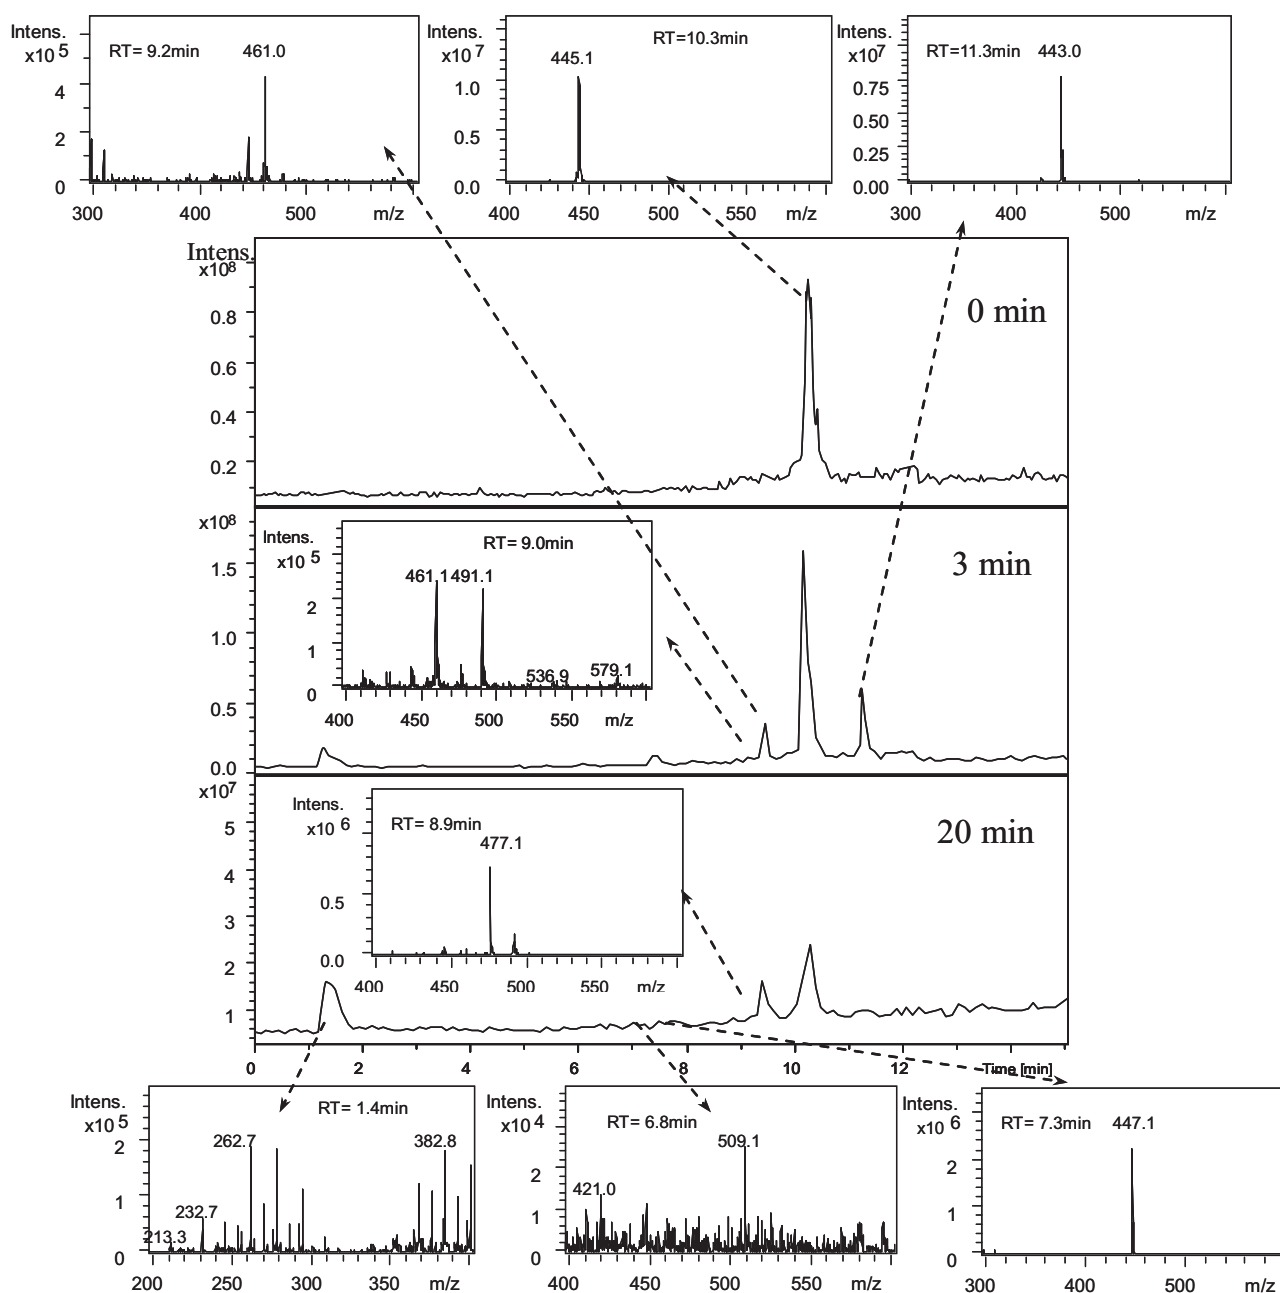 Intens.
x10 5
RT= 9.2min
461.0
4
2
0
300
400
500
m/z
Intens.
x10 7
RT=10.3min
445.1
1.0
0.5
0.0
400
450
500
550
m/z
Intens.
x10 7
RT=11.3min
443.0
0.75
0.50
0.25
0.00
300
400
500
m/z
Intens.
x10 8
0 min
0.8
0.6
0.4
0.2
x10 8
3 min
1.5
1.0
0.5
0.0
Intens.
x10 5
RT= 9.0min
461.1
491.1
2
1
0
536.9
579.1
400
450
500
550
m/z
x10 7
20 min
5
4
3
2
1
Intens.
x10 6
RT= 8.9min
477.1
0.5
0.0
400
450
500
550
m/z
0
2
4
6
8
10
12
Time [min]
Intens.
x10 5
RT= 1.4min
262.7
382.8
2
1
0
232.7
213.3
200
250
300
350
m/z
Intens.
x10 4
RT= 6.8min
509.1
421.0
2
1
0
400
450
500
550
m/z
Intens.
x10 6
RT= 7.3min
447.1
2
1
0
300
400
500
m/z